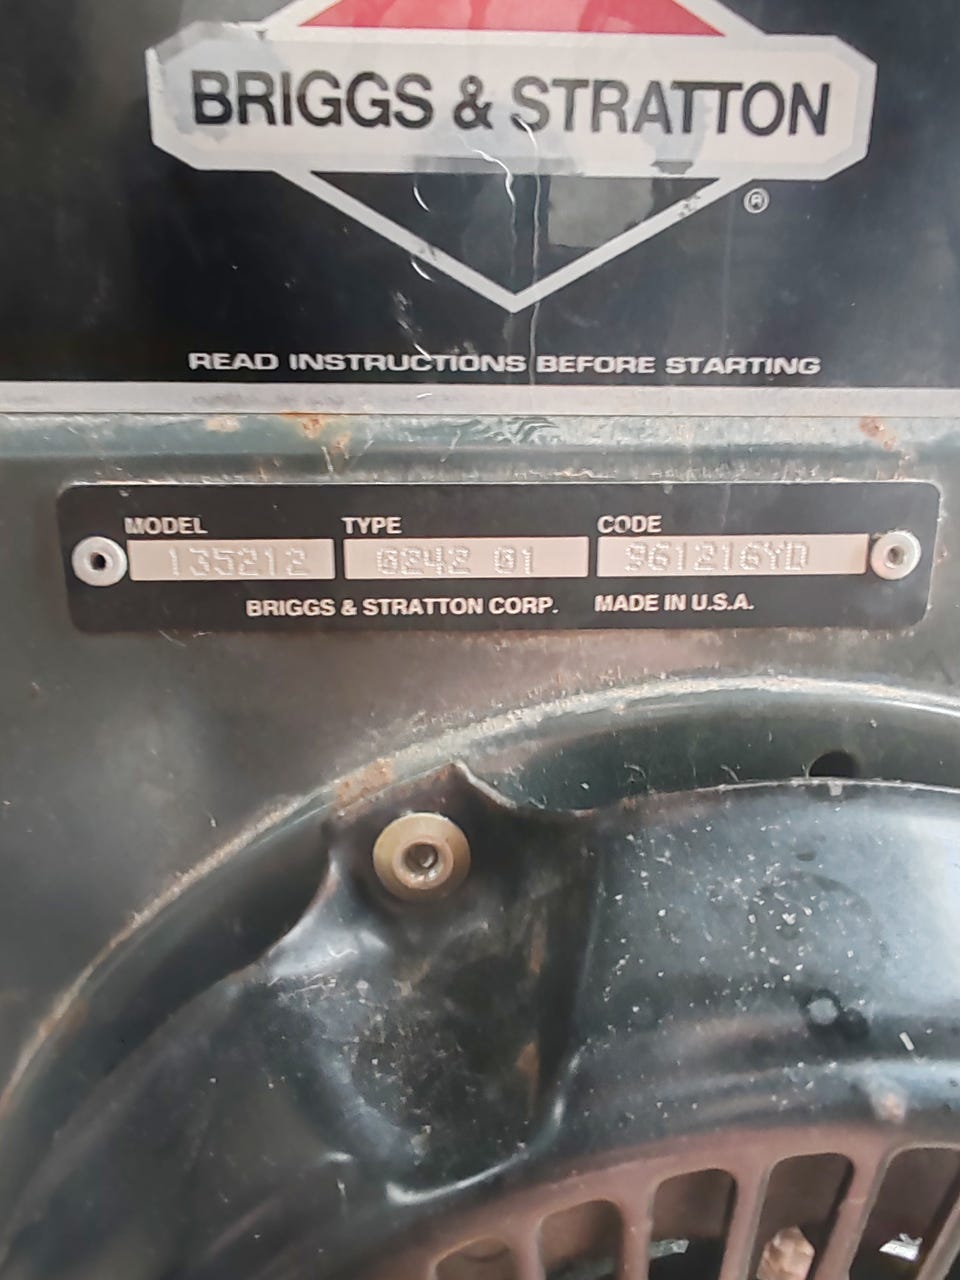 BRIGGS & STRATTON
®
READ INSTRUCTIONS BEFORE STARTING
MODEL TYPE CODE
135212 0242 01 961216YD
BRIGGS & STRATTON CORP. MADE IN U.S.A.